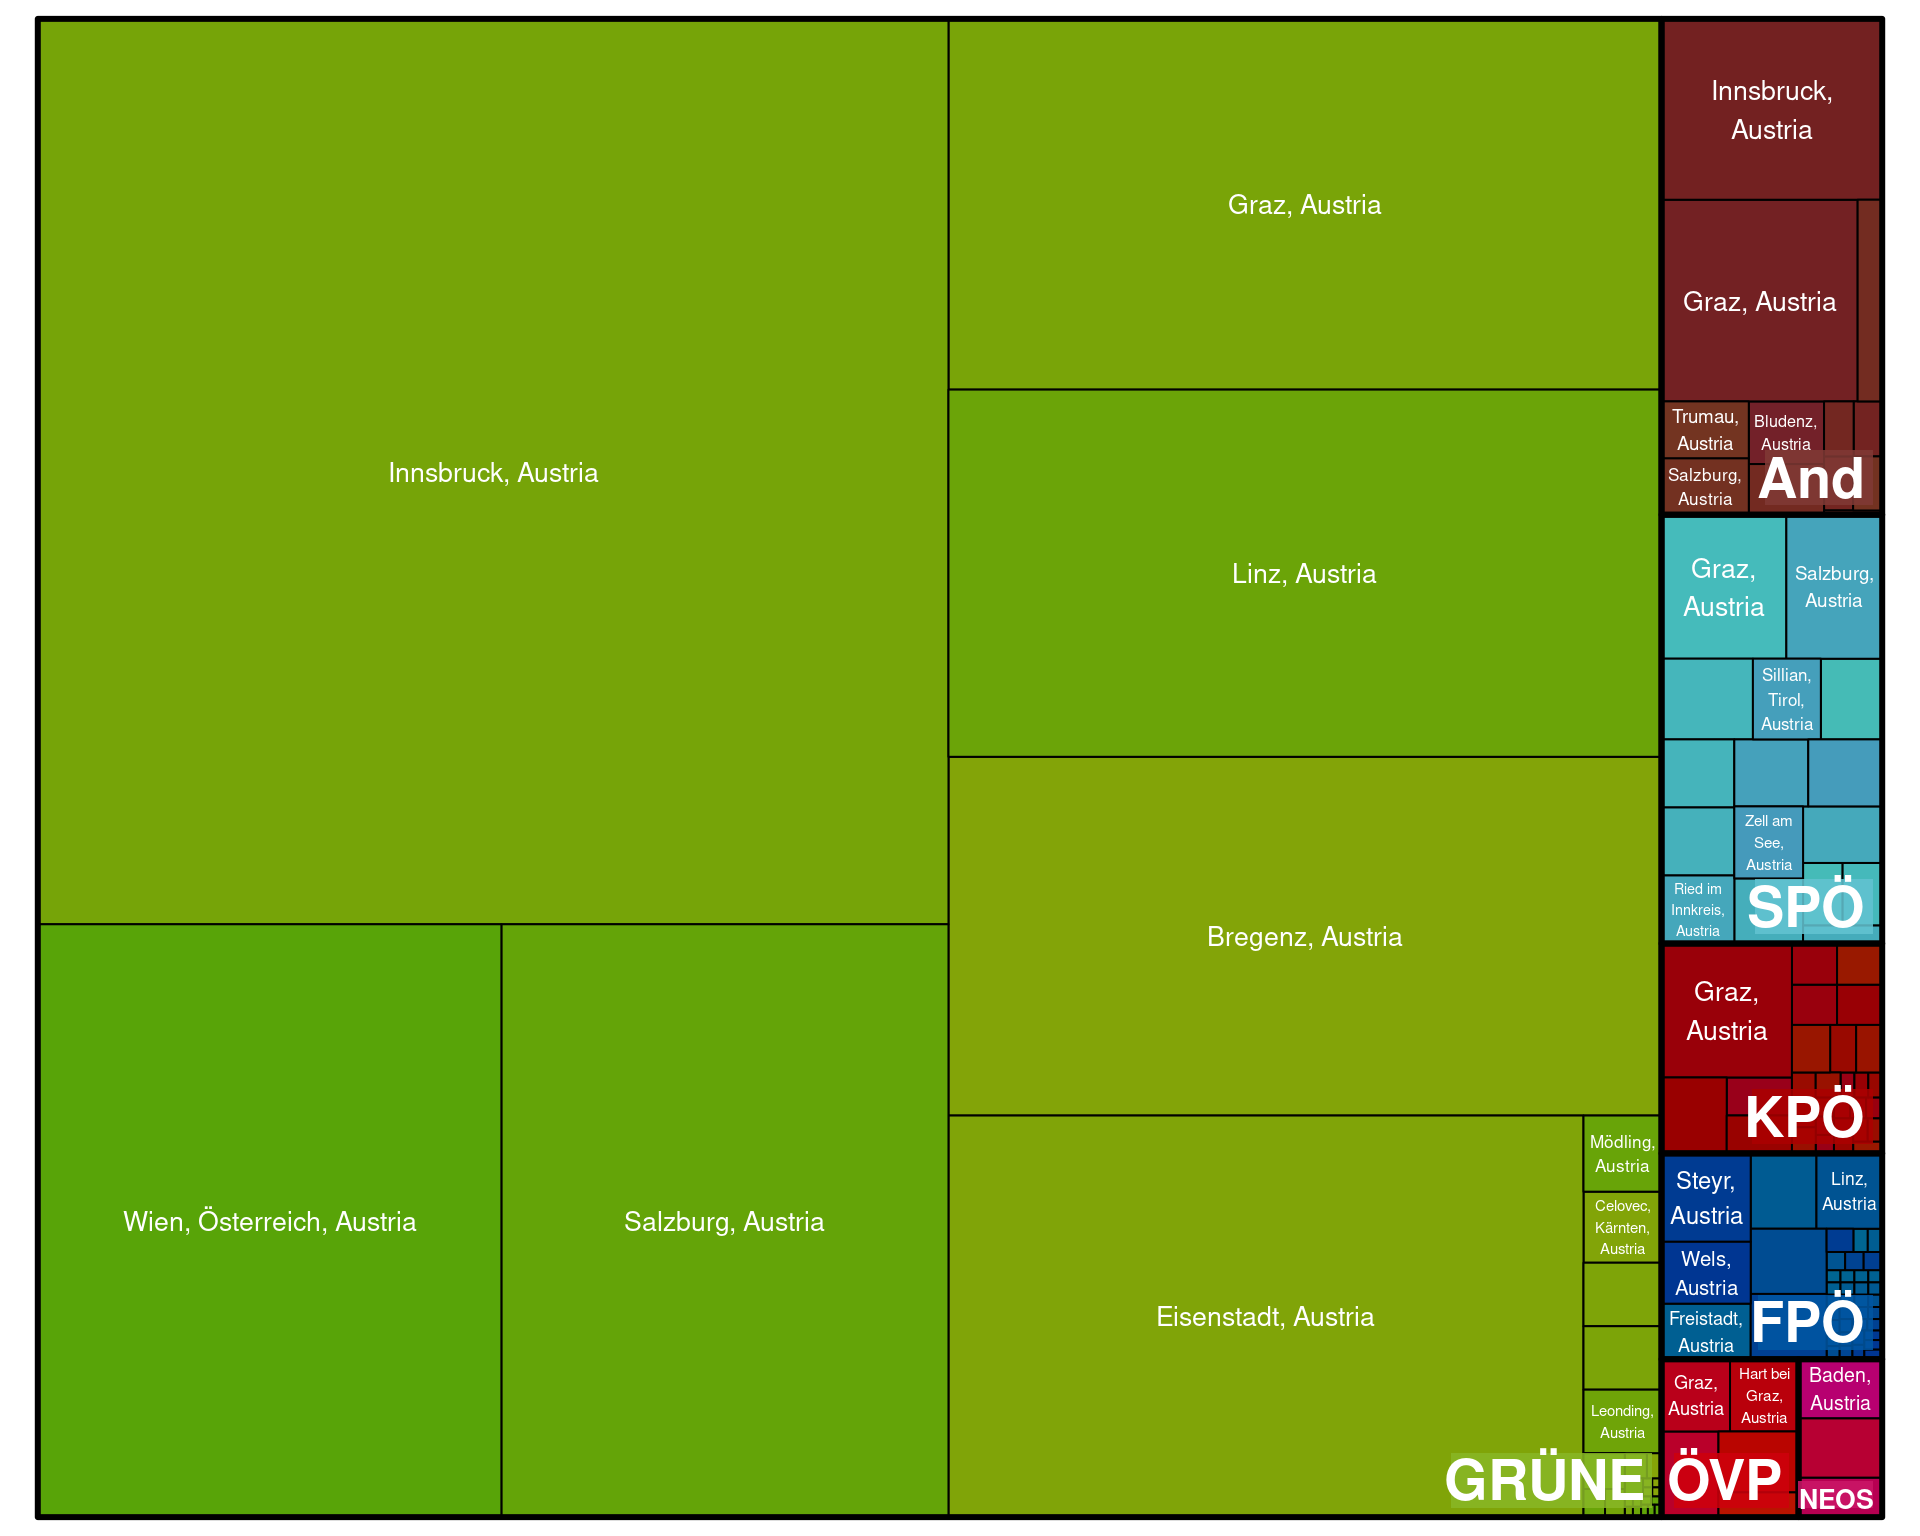 Innsbruck, Austria
Graz, Austria
Linz, Austria
Bregenz, Austria
Wien, Österreich, Austria
Salzburg, Austria
Eisenstadt, Austria
Mödling,
Austria
Celovec,
Kärnten,
Austria
Leonding,
Austria
GRÜNE
Innsbruck,
Austria
Graz, Austria
Trumau,
Austria
Bludenz,
Austria
Salzburg,
Austria
And
Graz,
Austria
Salzburg,
Austria
Sillian,
Tirol,
Austria
Zell am
See,
Austria
Ried im
Innkreis,
Austria
SPÖ
Graz,
Austria
KPÖ
Steyr,
Austria
Linz,
Austria
Wels,
Austria
Freistadt,
Austria
FPÖ
Graz,
Austria
Hart bei
Graz,
Austria
ÖVP
Baden,
Austria
NEOS